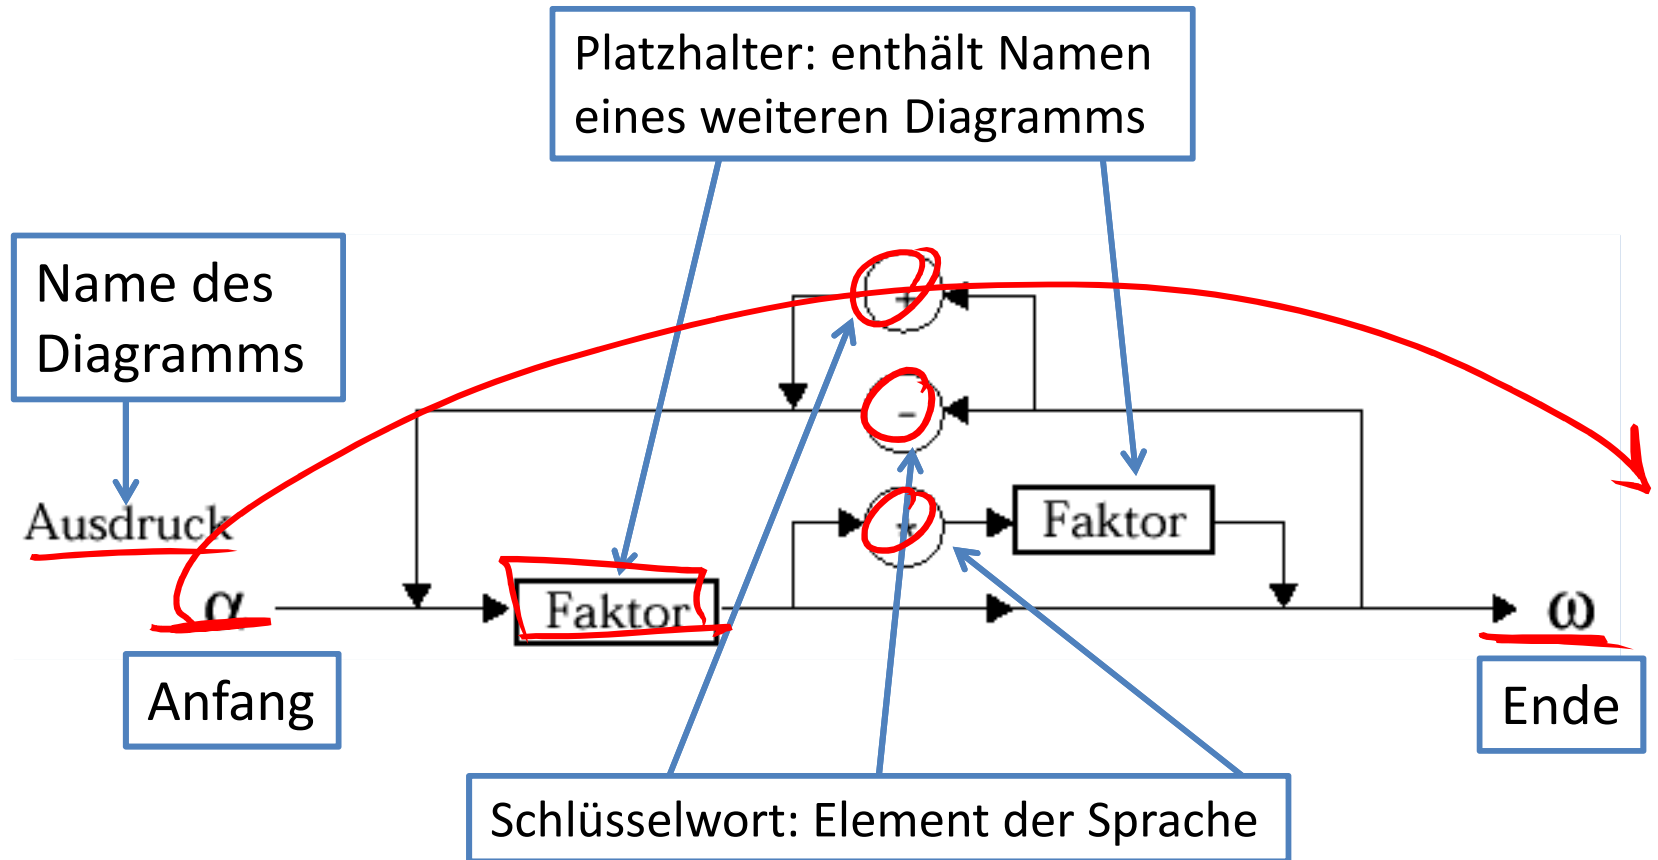 Platzhalter: enthält Namen
eines weiteren Diagramms
Name des
Diagramms
+
-
*
Faktor
Ausdruck
α
Faktor
ω
Anfang
Ende
Schlüsselwort: Element der Sprache